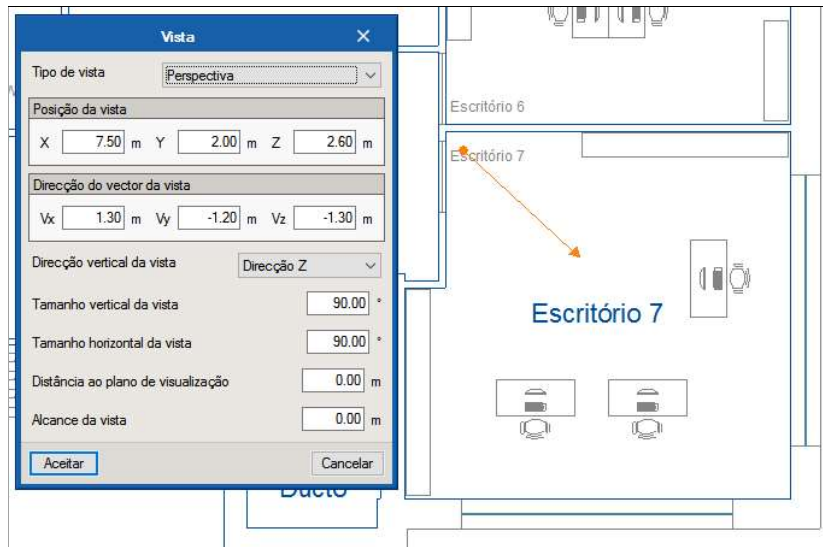 Vista
Tipo de vista Perspectiva
Posição da vista
X 7.50 m Y 2.00 m Z 2.60 m
Direcção do vector da vista
Vx 1.30 m Vy -1.20 m Vz -1.30 m
Direcção vertical da vista Direcção Z
Tamanho vertical da vista 90.00 °
Tamanho horizontal da vista 90.00 °
Distância ao plano de visualização 0.00 m
Alcance da vista 0.00 m
Aceitar Cancelar
Escritório 6
Escritório 7
Escritório 7
Ducto